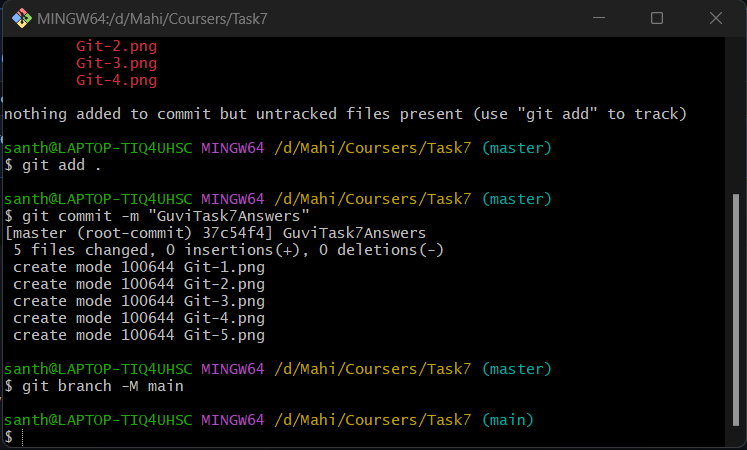 MINGW64:/d/Mahi/Coursers/Task7
Git-2.png
Git-3.png
Git-4.png
nothing added to commit but untracked files present (use "git add" to track)
santh@LAPTOP-TIQ4UHSC MINGW64 /d/Mahi/Coursers/Task7 (master)
$ git add .
santh@LAPTOP-TIQ4UHSC MINGW64 /d/Mahi/Coursers/Task7 (master)
$ git commit -m "GuviTask7Answers"
[master (root-commit) 37c54f4] GuviTask7Answers
5 files changed, 0 insertions(+), 0 deletions(-)
create mode 100644 Git-1.png
create mode 100644 Git-2.png
create mode 100644 Git-3.png
create mode 100644 Git-4.png
create mode 100644 Git-5.png
santh@LAPTOP-TIQ4UHSC MINGW64 /d/Mahi/Coursers/Task7 (master)
$ git branch -M main
santh@LAPTOP-TIQ4UHSC MINGW64 /d/Mahi/Coursers/Task7 (main)
$